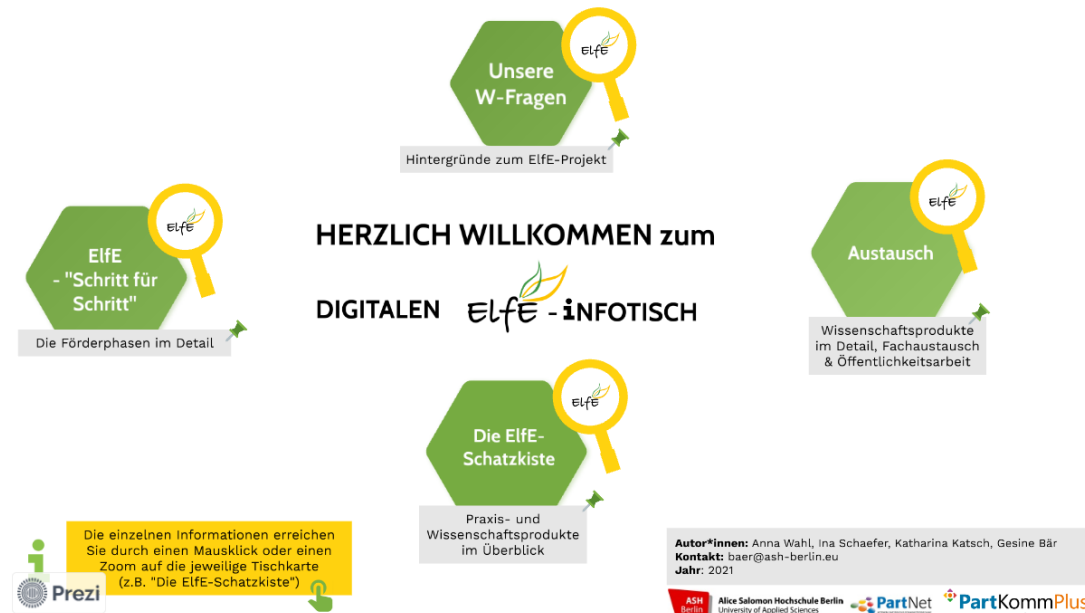 Unsere
W-Fragen
ElfE
Hintergründe zum ElfE-Projekt
ElfE
- "Schritt für
Schritt"
ElfE
Die Förderphasen im Detail
HERZLICH WILLKOMMEN zum
DIGITALEN ElfE - iNFOTISCH
Austausch
ElfE
Wissenschaftsprodukte
im Detail, Fachaustausch
& Öffentlichkeitsarbeit
Die ElfE-
Schatzkiste
ElfE
Praxis- und
Wissenschaftsprodukte
im Überblick
i
Die einzelnen Informationen erreichen
Sie durch einen Mausklick oder einen
Zoom auf die jeweilige Tischkarte
(z.B. "Die ElfE-Schatzkiste")
Prezi
Autor*innen: Anna Wahl, Ina Schaefer, Katharina Katsch, Gesine Bär
Kontakt: baer@ash-berlin.eu
Jahr: 2021
ASH
Berlin
Alice Salomon Hochschule Berlin
University of Applied Sciences
PartNet
PartKommPlus